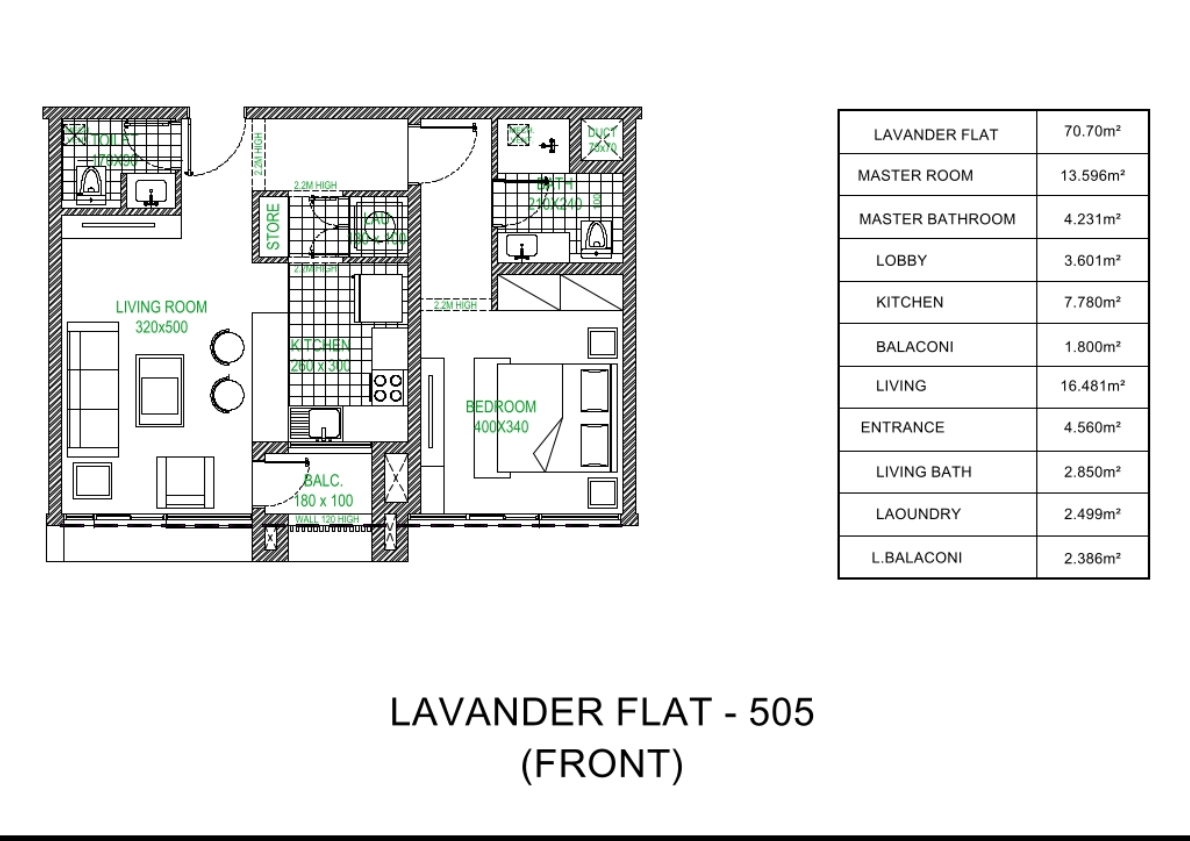 TOILET
170X90
2.2M HIGH
2.2M HIGH
STORE
LAU.
180 x 100
2.2M HIGH
DUCT
70x70
BATH
210X240
LIVING ROOM
320x500
2.2M HIGH
KITCHEN
260 x 300
BEDROOM
400X340
BALC.
180 x 100
WALL 120 HIGH
LAVANDER FLAT 70.70m²
MASTER ROOM 13.596m²
MASTER BATHROOM 4.231m²
LOBBY 3.601m²
KITCHEN 7.780m²
BALACONI 1.800m²
LIVING 16.481m²
ENTRANCE 4.560m²
LIVING BATH 2.850m²
LAOUNDRY 2.499m²
L.BALACONI 2.386m²
LAVANDER FLAT - 505
(FRONT)